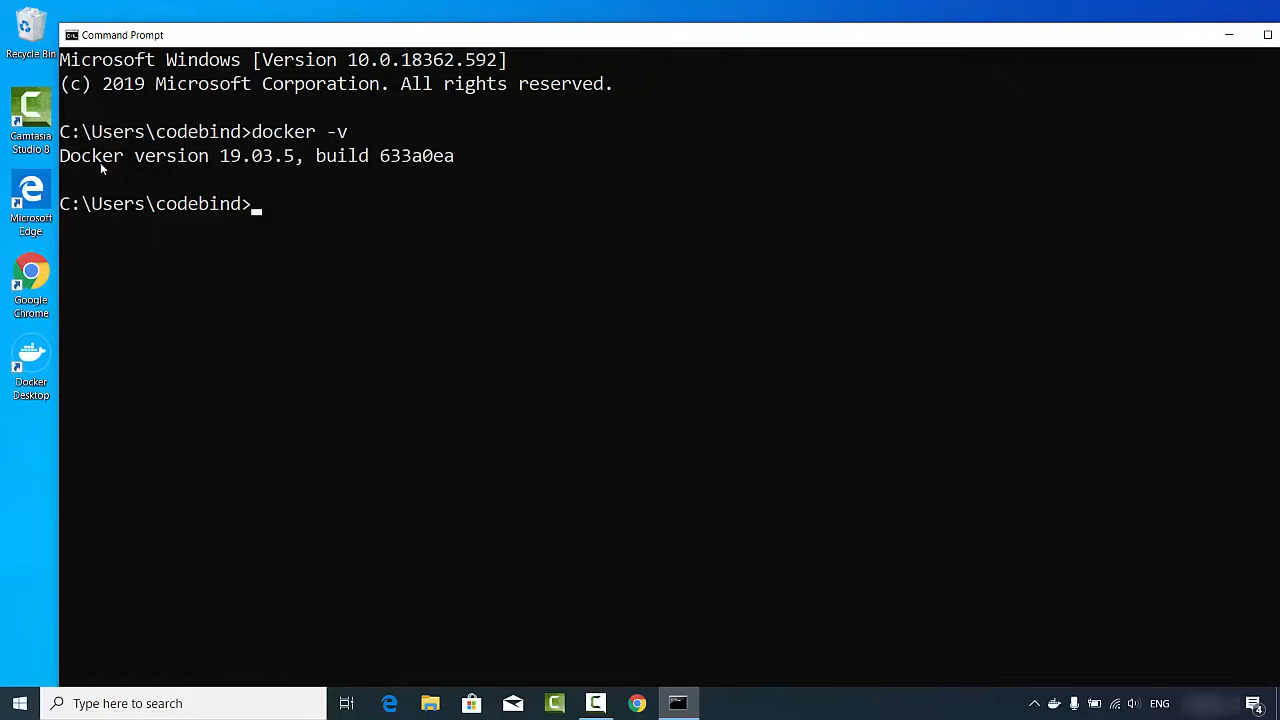 Command Prompt
Recycle Bin
Microsoft Windows [Version 10.0.18362.592]
(c) 2019 Microsoft Corporation. All rights reserved.
C:\Users\codebind>docker -v
Docker version 19.03.5, build 633a0ea
C:\Users\codebind>
Camtasia
Studio 8
Microsoft
Edge
Google
Chrome
Docker
Desktop
Type here to search
ENG
4